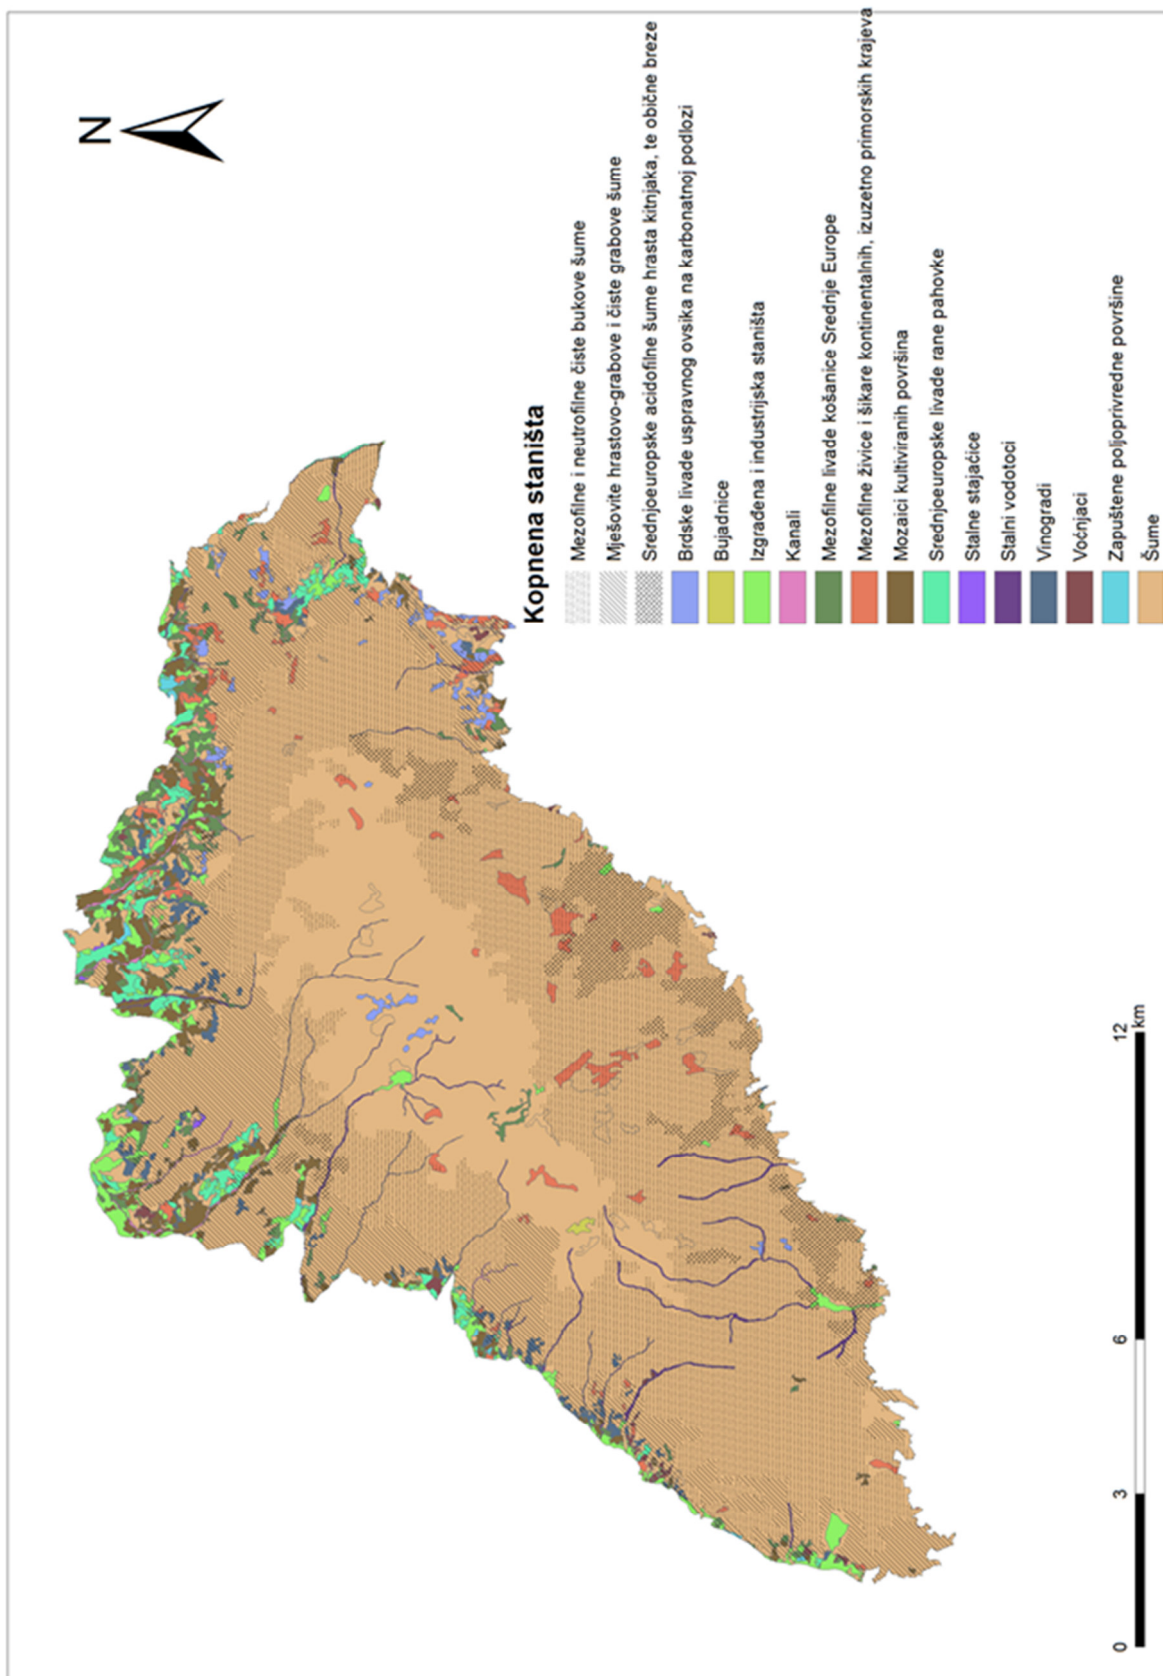 N
Kopnena staništa
Mezofilne i neutrofilne čiste bukove šume
Mješovite hrastovo-grabove i čiste grabove šume
Srednjoeuropske acidofilne šume hrasta kitnjaka, te obične breze
Brdske livade uspravnog ovsika na karbonatnoj podlozi
Bujadnice
Izgrađena i industrijska staništa
Kanali
Mezofilne livade košanice Srednje Europe
Mezofilne živice i šikare kontinentalnih, izuzetno primorskih krajeva
Mozaici kultiviranih površina
Srednjoeuropske livade rane pahovke
Stalne stajaćice
Stalni vodotoci
Vinogradi
Voćnjaci
Zapuštene poljoprivredne površine
Šume
0 3 6 12
km